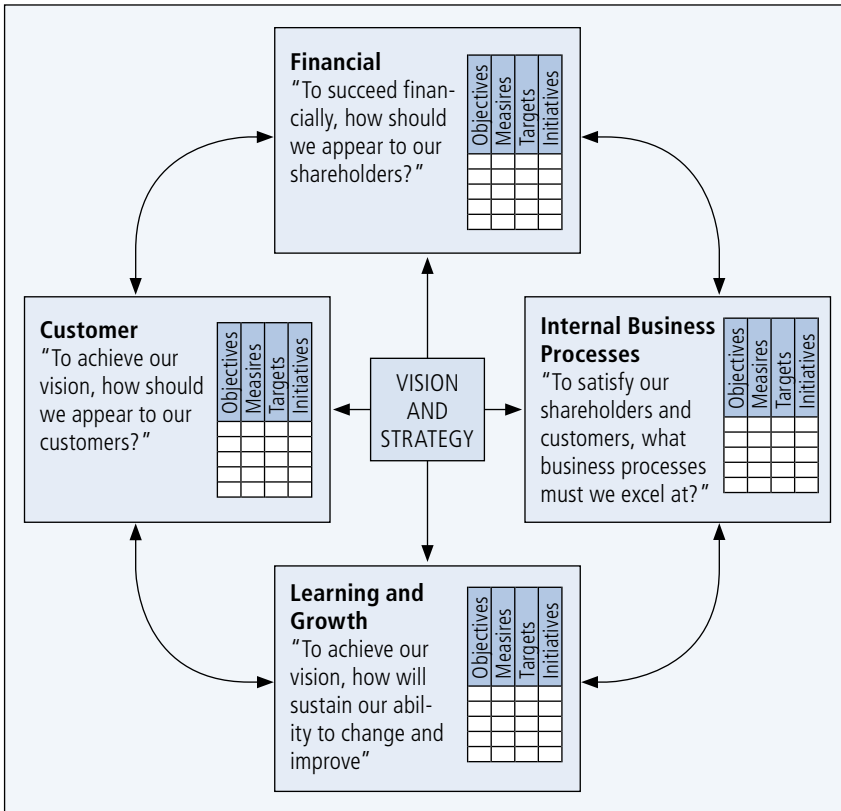 Financial
"To succeed finan-
cially, how should
we appear to our
shareholders?"
Objectives
Measires
Targets
Initiatives
Customer
"To achieve our
vision, how should
we appear to our
customers?"
Objectives
Measires
Targets
Initiatives
VISION
AND
STRATEGY
Internal Business
Processes
"To satisfy our
shareholders and
customers, what
business processes
must we excel at?"
Objectives
Measires
Targets
Initiatives
Learning and
Growth
"To achieve our
vision, how will
sustain our abil-
ity to change and
improve"
Objectives
Measires
Targets
Initiatives